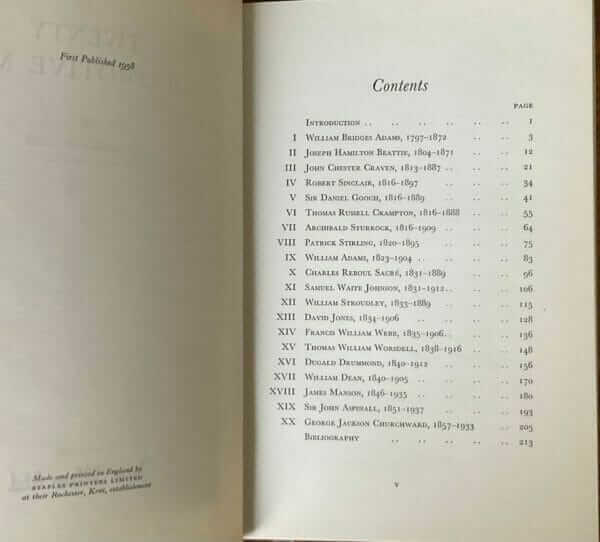 First Published 1958
Made and printed in England by
STAPLES PRINTERS LIMITED
at their Rochester, Kent, establishment
Contents
PAGE
INTRODUCTION .. .. .. .. .. .. 1
I WILLIAM BRIDGES ADAMS, 1797–1872 .. .. 3
II JOSEPH HAMILTON BEATTIE, 1804–1871 .. .. 12
III JOHN CHESTER CRAVEN, 1813–1887 .. .. .. 21
IV ROBERT SINCLAIR, 1816–1897 .. .. .. 34
V SIR DANIEL GOOCH, 1816–1889 .. .. .. 41
VI THOMAS RUSSELL CRAMPTON, 1816–1888 .. .. 55
VII ARCHIBALD STURROCK, 1816–1909 .. .. .. 64
VIII PATRICK STIRLING, 1820–1895 .. .. .. 75
IX WILLIAM ADAMS, 1823–1904 .. .. .. .. 83
X CHARLES REBOUL SACRÉ, 1831–1889 .. .. 96
XI SAMUEL WAITE JOHNSON, 1831–1912 .. .. .. 106
XII WILLIAM STROUDLEY, 1833–1889 .. .. .. 115
XIII DAVID JONES, 1834–1906 .. .. .. .. 128
XIV FRANCIS WILLIAM WEBB, 1835–1906 .. .. .. 136
XV THOMAS WILLIAM WORSDELL, 1838–1916 .. .. 148
XVI DUGALD DRUMMOND, 1840–1912 .. .. .. 156
XVII WILLIAM DEAN, 1840–1905 .. .. .. .. 170
XVIII JAMES MANSON, 1846–1935 .. .. .. .. 180
XIX SIR JOHN ASPINALL, 1851–1937 .. .. .. 193
XX GEORGE JACKSON CHURCHWARD, 1857–1933 .. 205
BIBLIOGRAPHY .. .. .. .. .. 213
v